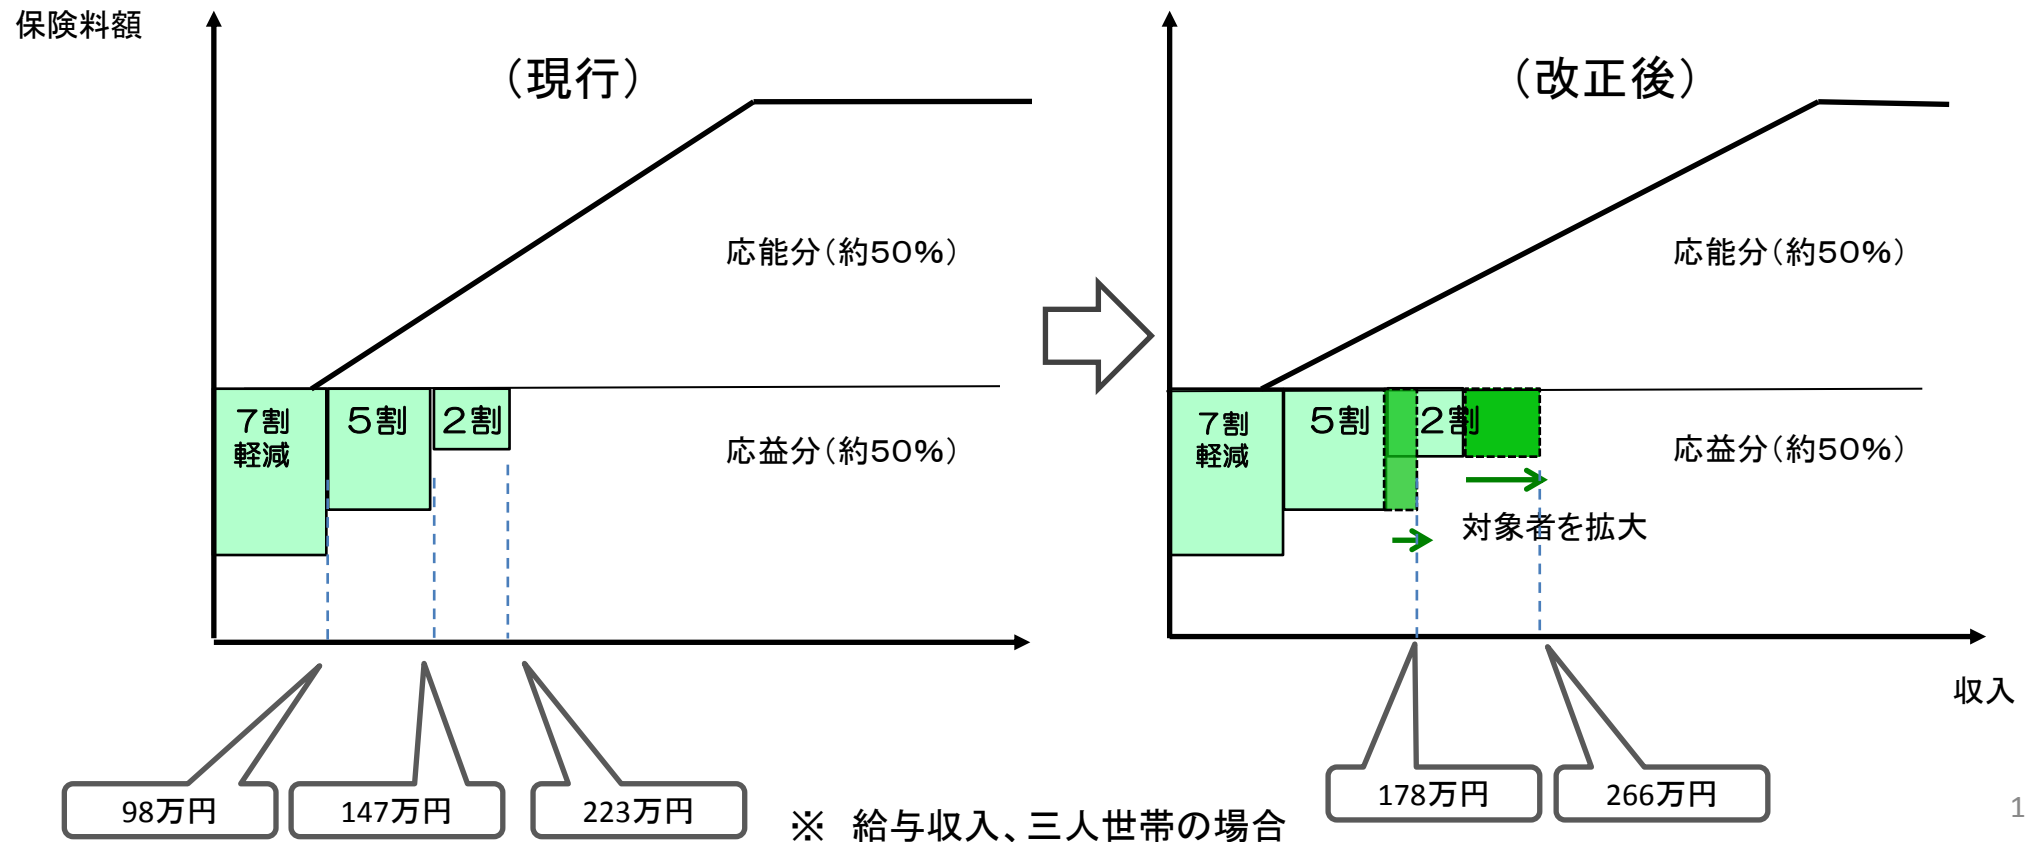 保険料額
（現行）
応能分（約50%）
7割
軽減
5割
2割
応益分（約50%）
98万円
147万円
223万円
（改正後）
応能分（約50%）
7割
軽減
5割
2割
応益分（約50%）
対象者を拡大
収入
178万円
266万円
※　給与収入、三人世帯の場合
1